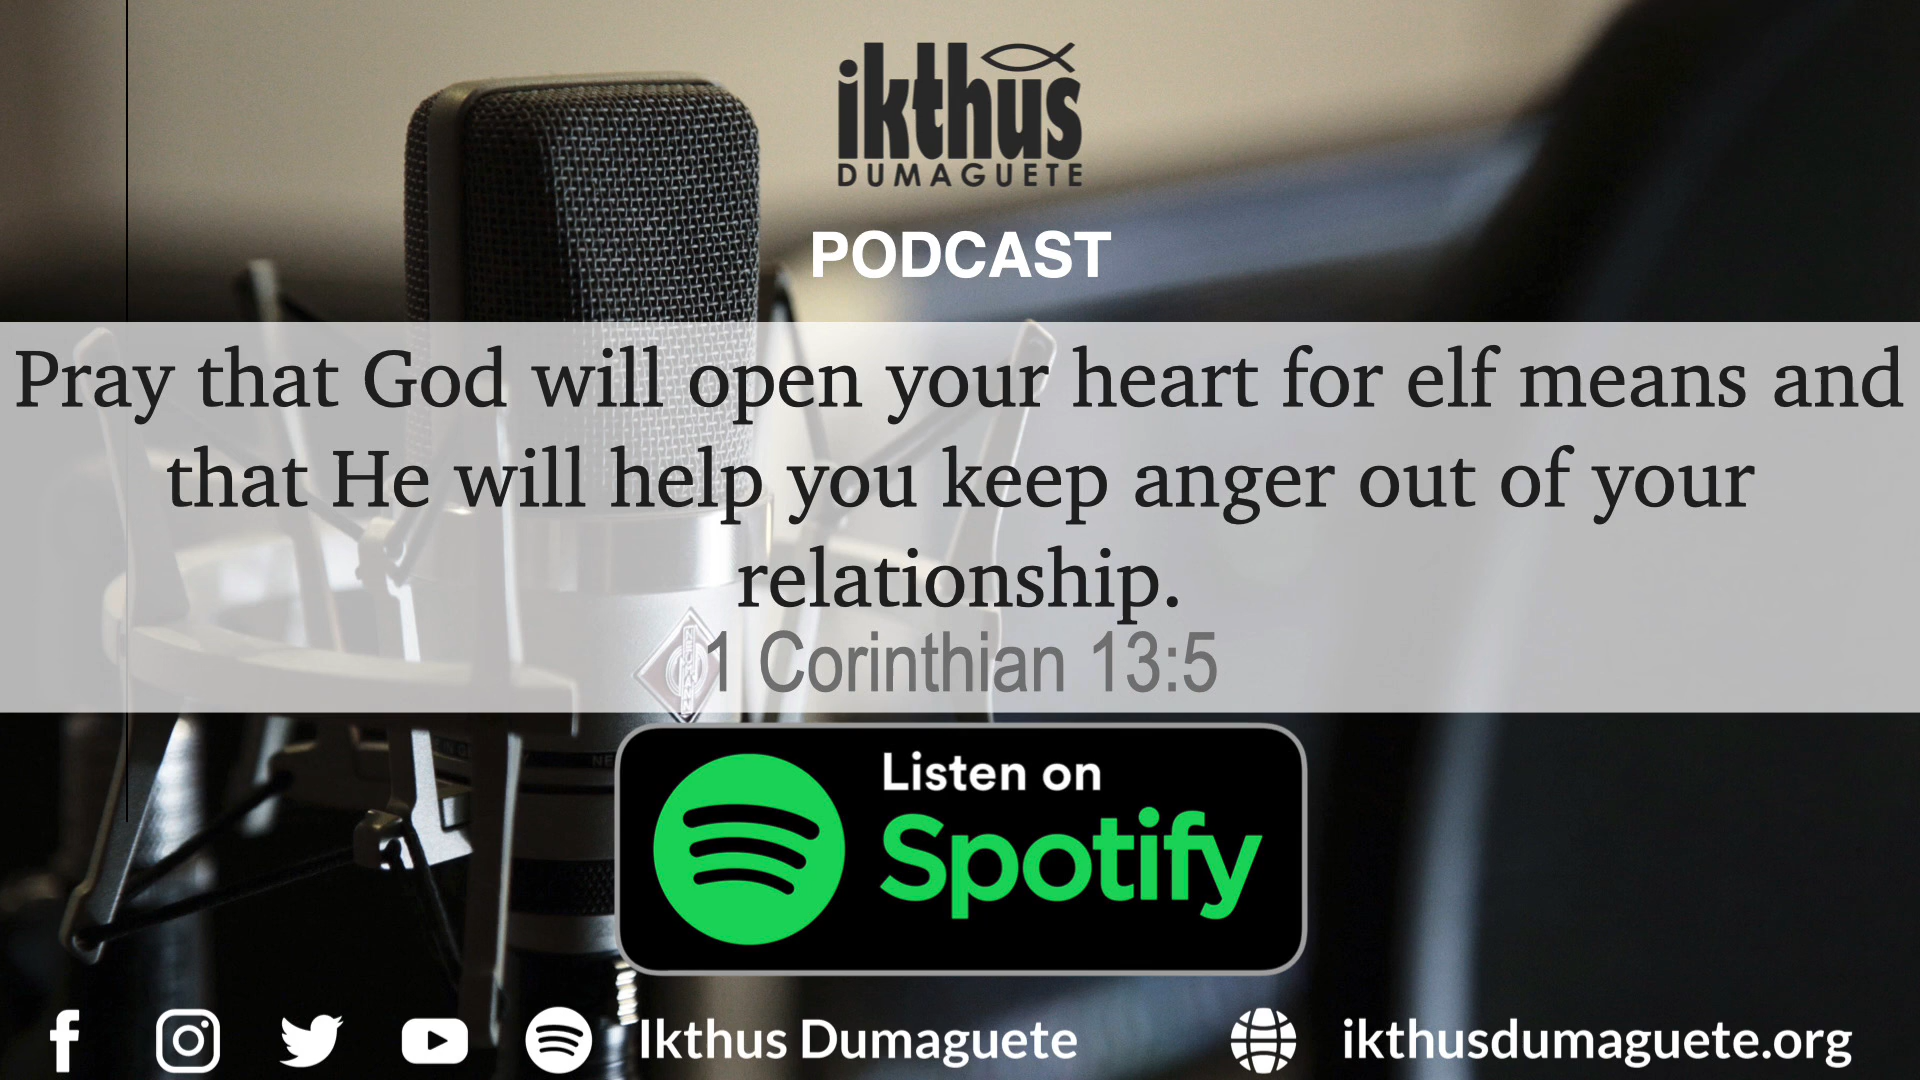 ikthus
DUMAGUETE
PODCAST
Pray that God will open your heart for elf means and
that He will help you keep anger out of your
relationship.
1 Corinthian 13:5
NEUMANN
Listen on
Spotify
Ikthus Dumaguete
ikthusdumaguete.org